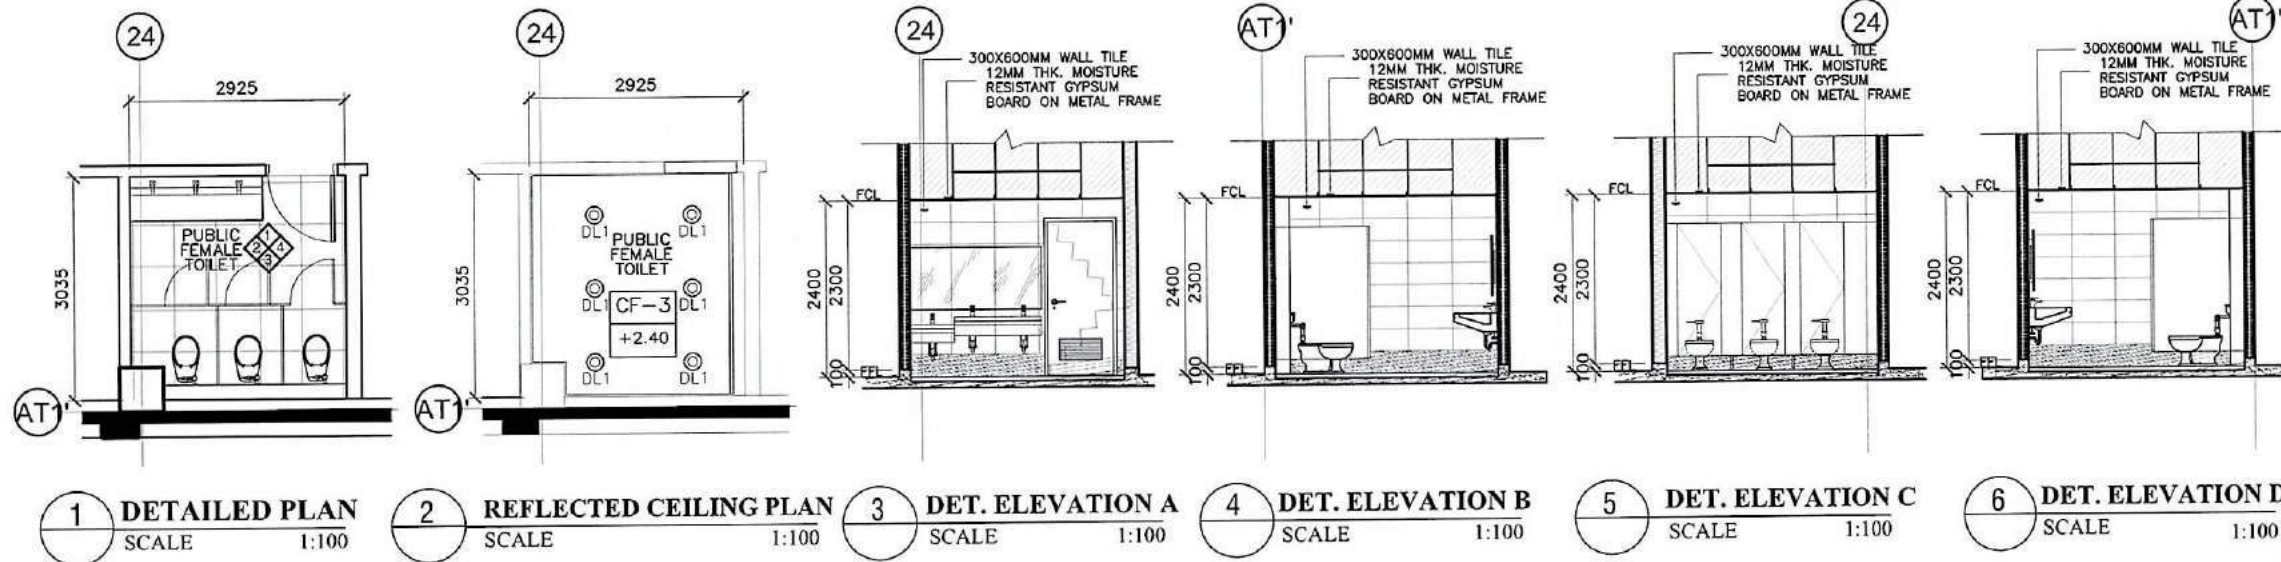 24
2925
3035
PUBLIC
FEMALE
TOILET
1
2 4
3
AT1'
1 DETAILED PLAN
SCALE 1:100
24
2925
3035
DL1 DL1
PUBLIC
FEMALE
TOILET
DL1 CF-3 DL1
+2.40
DL1 DL1
AT1'
2 REFLECTED CEILING PLAN
SCALE 1:100
24
300X600MM WALL TILE
12MM THK. MOISTURE
RESISTANT GYPSUM
BOARD ON METAL FRAME
FCL
2400
2300
FFL
100
3 DET. ELEVATION A
SCALE 1:100
AT1'
300X600MM WALL TILE
12MM THK. MOISTURE
RESISTANT GYPSUM
BOARD ON METAL FRAME
FCL
2400
2300
FFL
100
4 DET. ELEVATION B
SCALE 1:100
24
300X600MM WALL TILE
12MM THK. MOISTURE
RESISTANT GYPSUM
BOARD ON METAL FRAME
FCL
2400
2300
100
5 DET. ELEVATION C
SCALE 1:100
AT1'
300X600MM WALL TILE
12MM THK. MOISTURE
RESISTANT GYPSUM
BOARD ON METAL FRAME
FCL
2400
2300
100
6 DET. ELEVATION D
SCALE 1:100